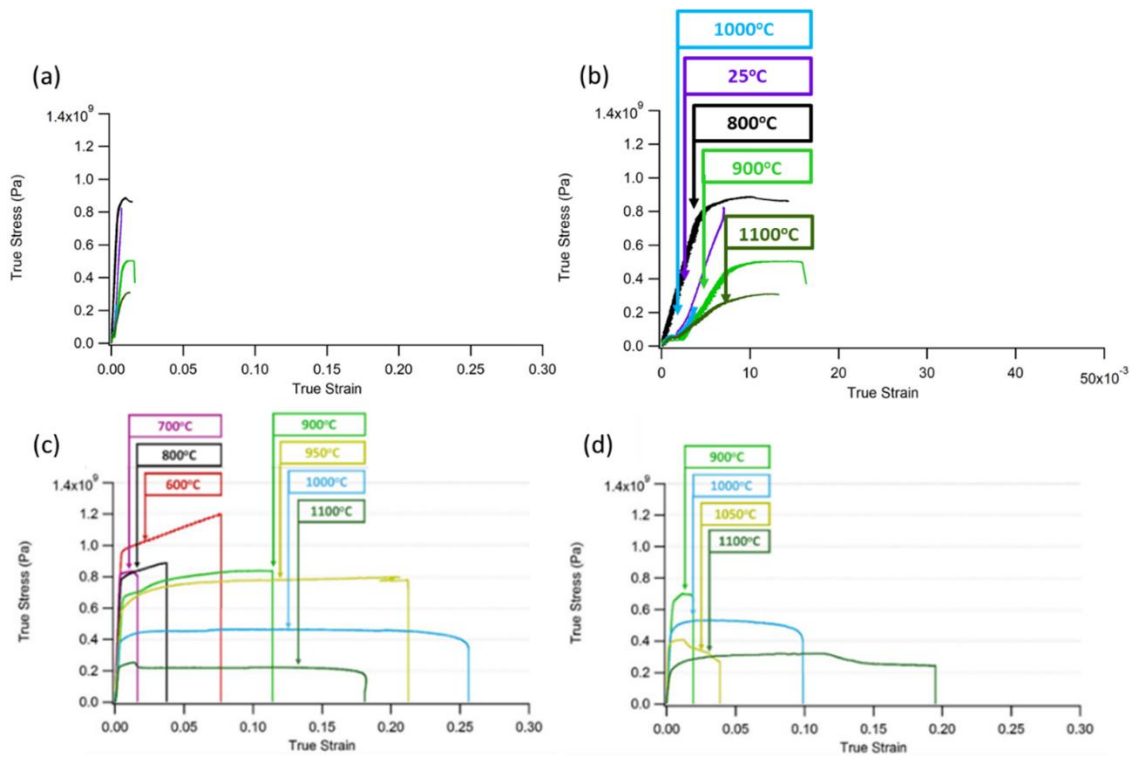 (a)
1.4x10⁹
1.2
1.0
0.8
0.6
0.4
0.2
0.0
True Stress (Pa)
0.00 0.05 0.10 0.15 0.20 0.25 0.30
True Strain
(b)
1000°C
25°C
800°C
900°C
1100°C
1.4x10⁹
1.2
1.0
0.8
0.6
0.4
0.2
0.0
True Stress (Pa)
0 10 20 30 40 50x10⁻³
True Strain
(c)
700°C
800°C
600°C
900°C
950°C
1000°C
1100°C
1.4x10⁹
1.2
1.0
0.8
0.6
0.4
0.2
0.0
True Stress (Pa)
0.00 0.05 0.10 0.15 0.20 0.25 0.30
True Strain
(d)
900°C
1000°C
1050°C
1100°C
1.4x10⁹
1.2
1.0
0.8
0.6
0.4
0.2
0.0
True Stress (Pa)
0.00 0.05 0.10 0.15 0.20 0.25 0.30
True Strain